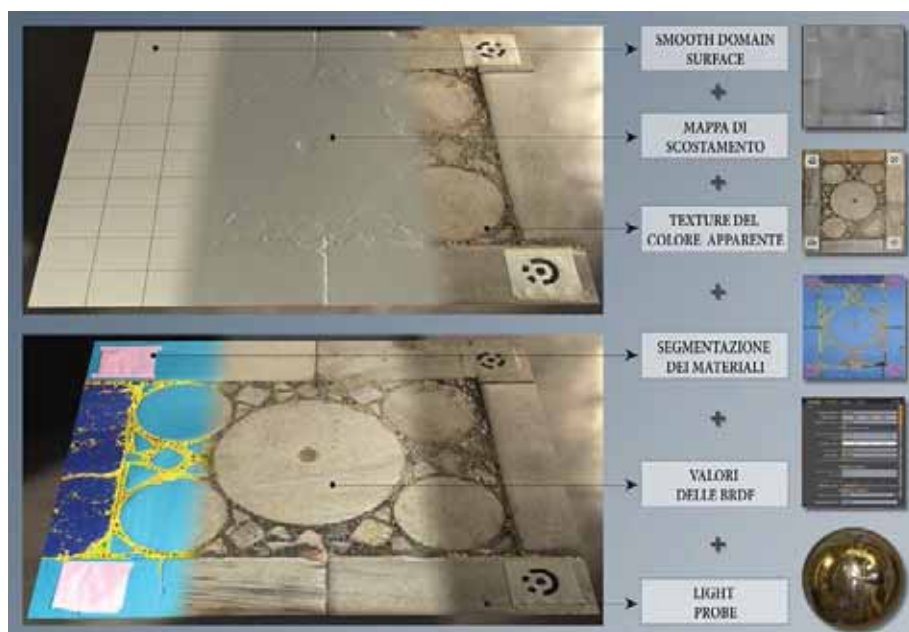 SMOOTH DOMAIN
SURFACE
MAPPA DI
SCOSTAMENTO
TEXTURE DEL
COLORE APPARENTE
SEGMENTAZIONE
DEI MATERIALI
VALORI
DELLE BRDF
LIGHT
PROBE